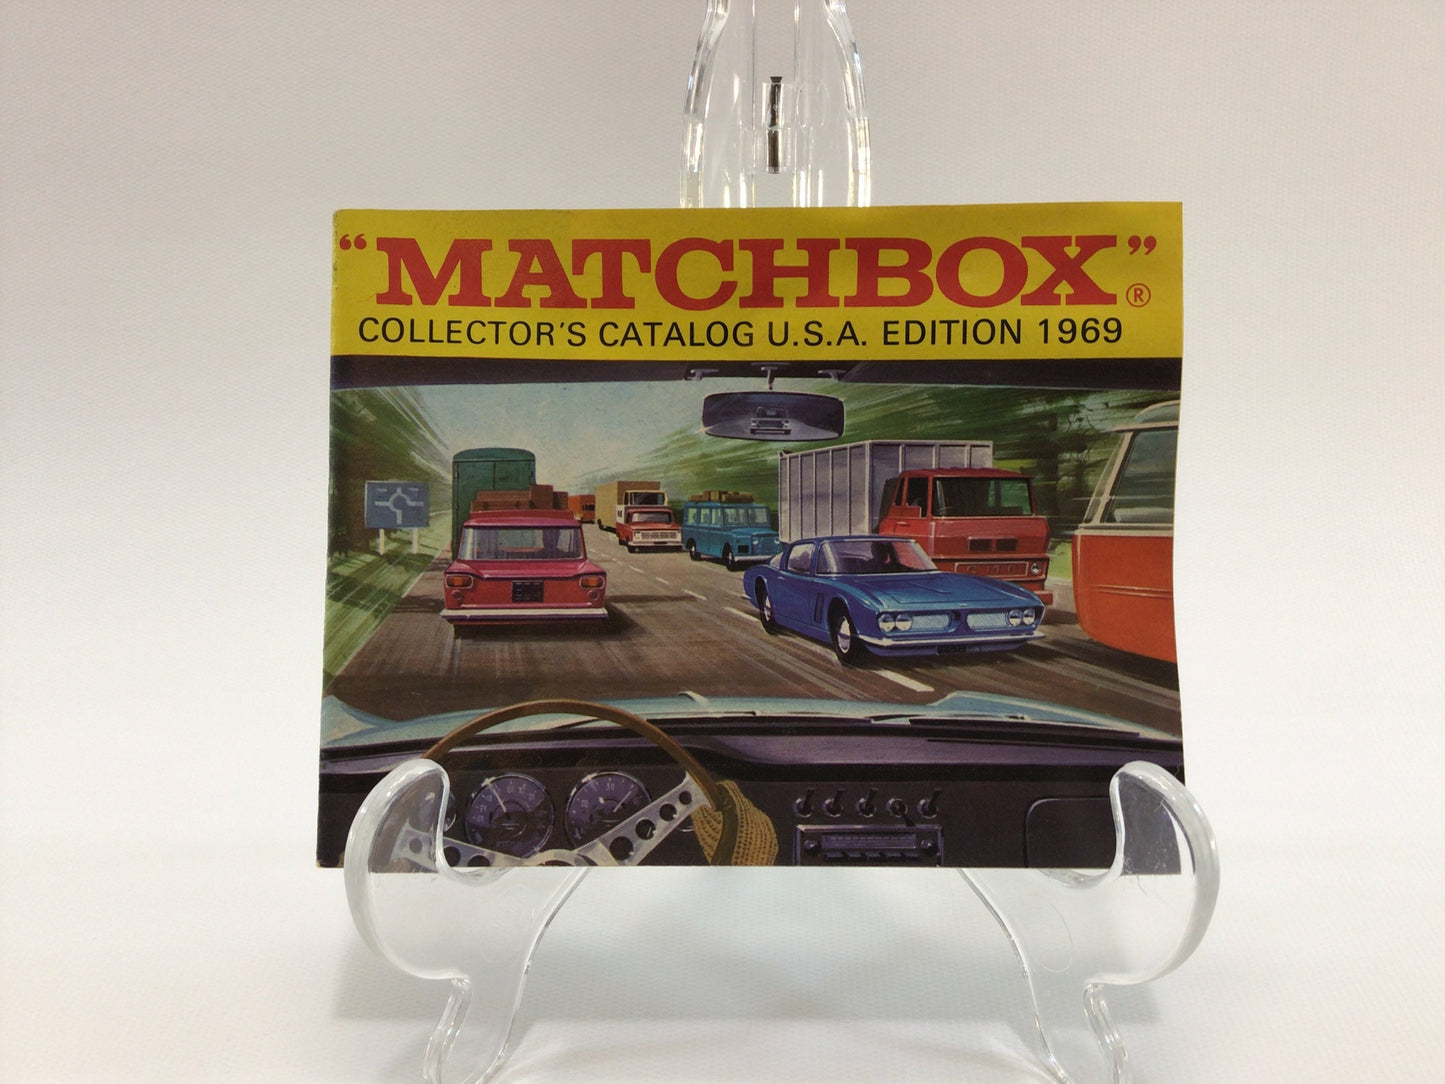 “MATCHBOX”®
COLLECTOR'S CATALOG U.S.A. EDITION 1969